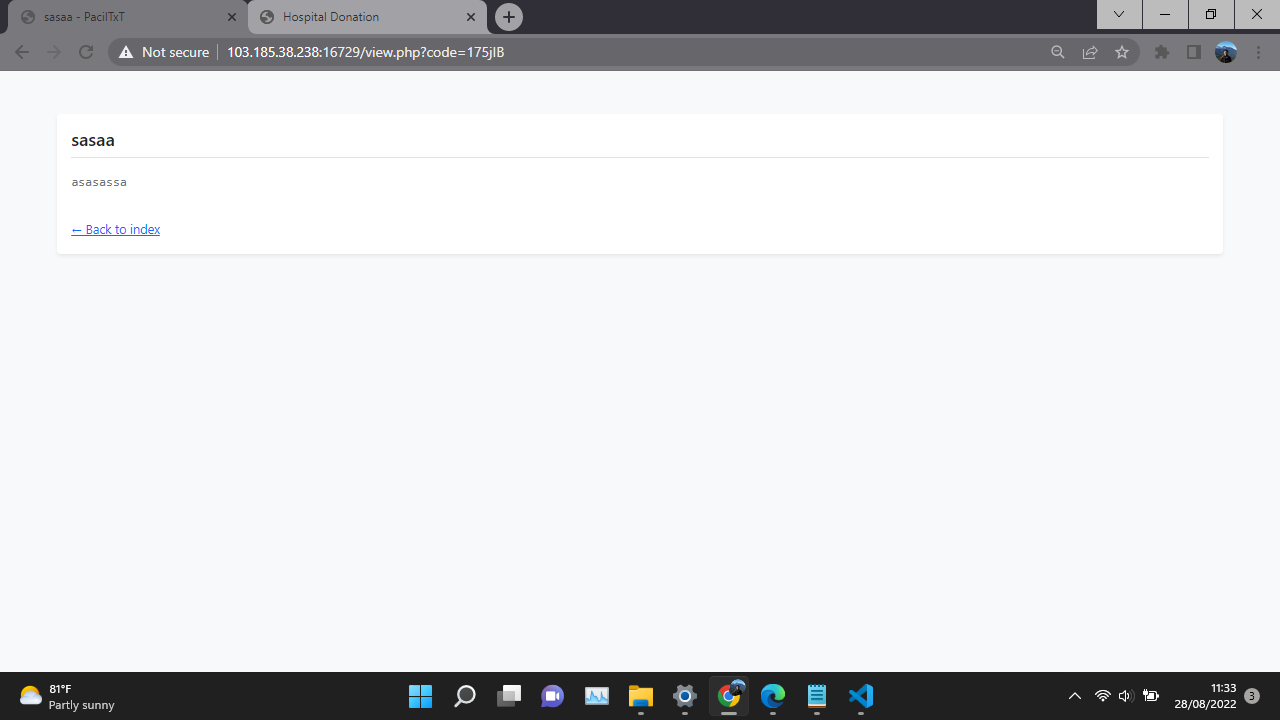 sasaa - PacilTxT
Hospital Donation
Not secure
103.185.38.238:16729/view.php?code=175jIB
sasaa
asasassa
← Back to index
81°F
Partly sunny
11:33
28/08/2022
3